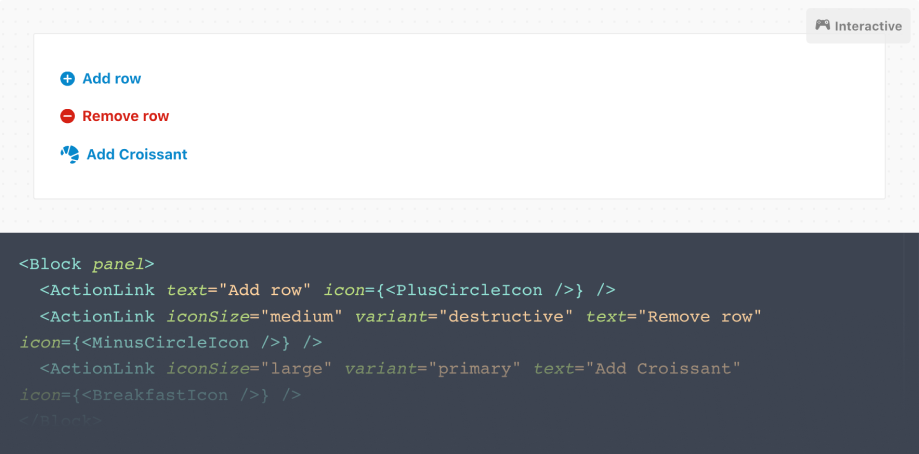 Interactive
Add row
Remove row
Add Croissant
<Block panel>
<ActionLink text="Add row" icon={<PlusCircleIcon />} />
<ActionLink iconSize="medium" variant="destructive" text="Remove row"
icon={<MinusCircleIcon />} />
<ActionLink iconSize="large" variant="primary" text="Add Croissant"
icon={<BreakfastIcon />} />
</Block>